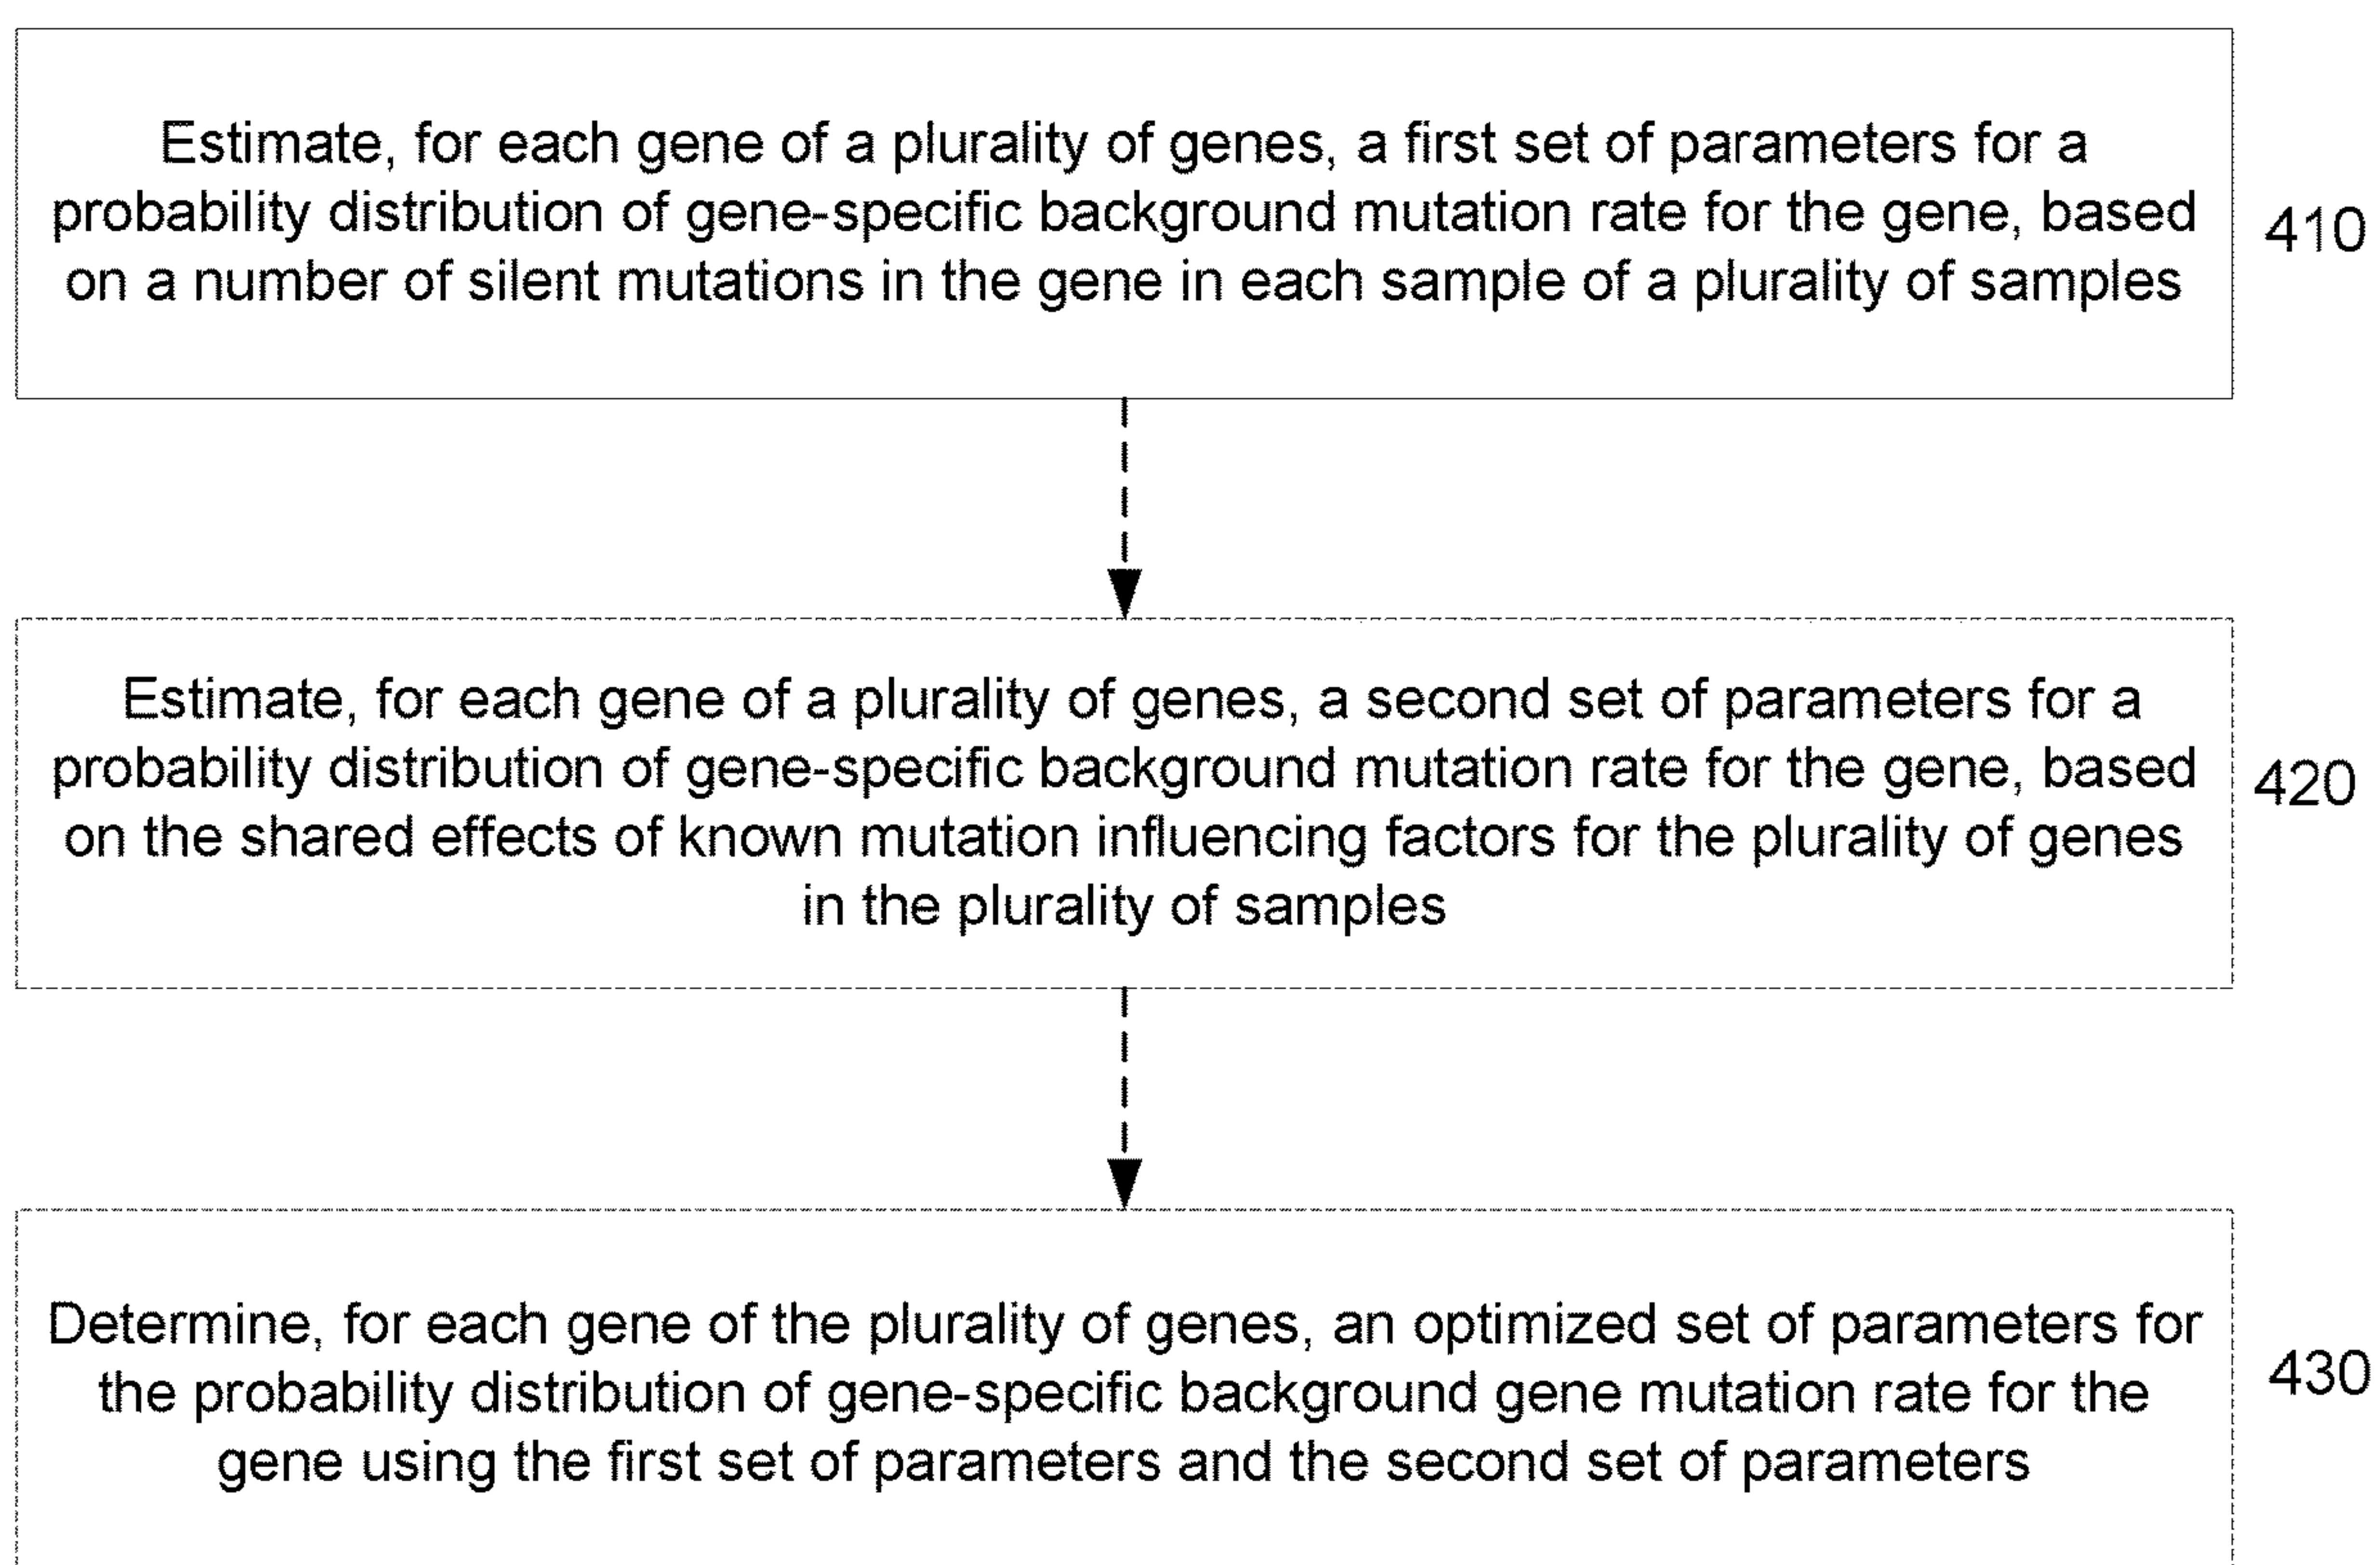 Estimate, for each gene of a plurality of genes, a first set of parameters for a
probability distribution of gene-specific background mutation rate for the gene, based
on a number of silent mutations in the gene in each sample of a plurality of samples
410
Estimate, for each gene of a plurality of genes, a second set of parameters for a
probability distribution of gene-specific background mutation rate for the gene, based
on the shared effects of known mutation influencing factors for the plurality of genes
in the plurality of samples
420
Determine, for each gene of the plurality of genes, an optimized set of parameters for
the probability distribution of gene-specific background gene mutation rate for the
gene using the first set of parameters and the second set of parameters
430